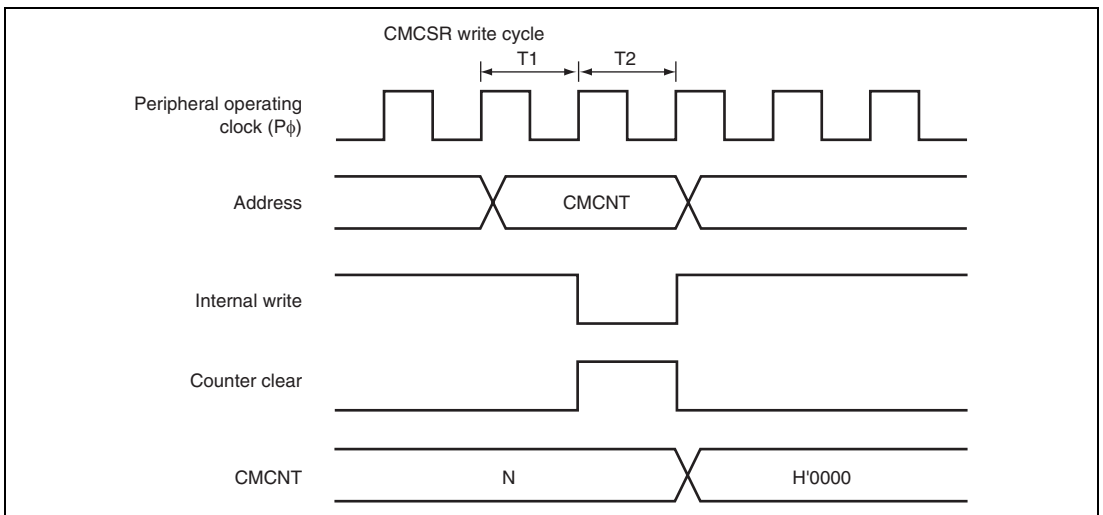 CMCSR write cycle
T1 T2
Peripheral operating
clock (Pϕ)
Address CMCNT
Internal write
Counter clear
CMCNT N H'0000